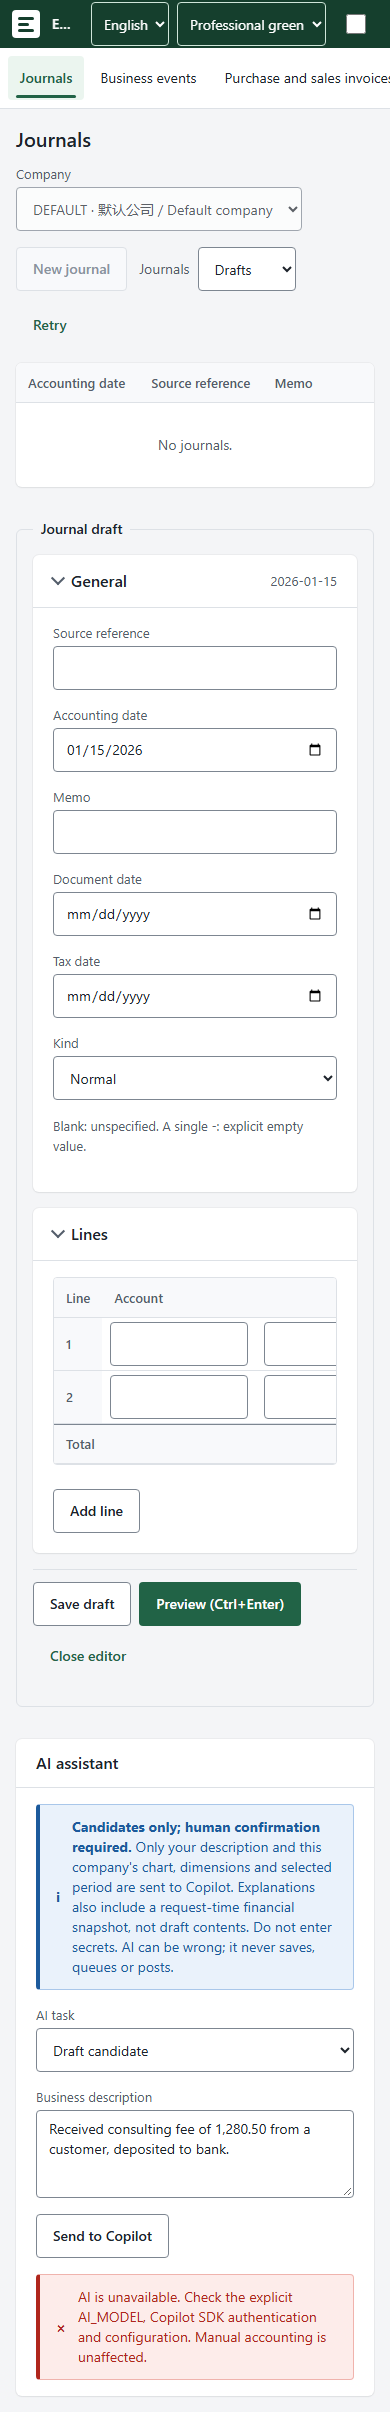 E...
English
Professional green
Journals
Business events
Purchase and sales invoices
Journals
Company
DEFAULT · 默认公司 / Default company
New journal
Journals
Drafts
Retry
Accounting date
Source reference
Memo
No journals.
Journal draft
General
2026-01-15
Source reference
Accounting date
01/15/2026
Memo
Document date
mm/dd/yyyy
Tax date
mm/dd/yyyy
Kind
Normal
Blank: unspecified. A single -: explicit empty
value.
Lines
Line
Account
1
2
Total
Add line
Save draft
Preview (Ctrl+Enter)
Close editor
AI assistant
Candidates only; human confirmation
required. Only your description and this
company's chart, dimensions and selected
period are sent to Copilot. Explanations
also include a request-time financial
snapshot, not draft contents. Do not enter
secrets. AI can be wrong; it never saves,
queues or posts.
AI task
Draft candidate
Business description
Received consulting fee of 1,280.50 from a
customer, deposited to bank.
Send to Copilot
AI is unavailable. Check the explicit
AI_MODEL, Copilot SDK authentication
and configuration. Manual accounting is
unaffected.